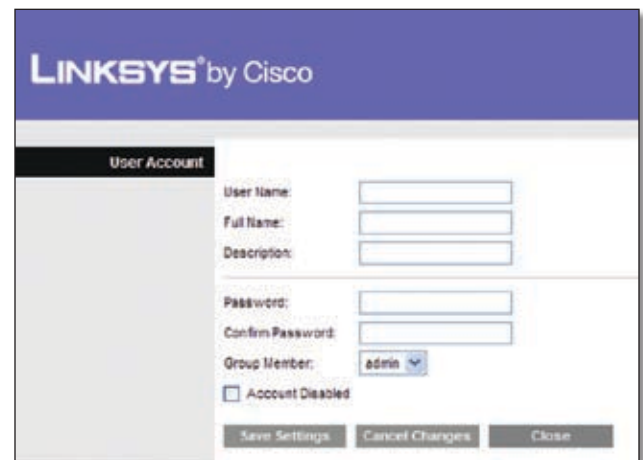 LINKSYS® by Cisco
User Account
User Name:
Full Name:
Description:
Password:
Confirm Password:
Group Member: admin
Account Disabled
Save Settings Cancel Changes Close